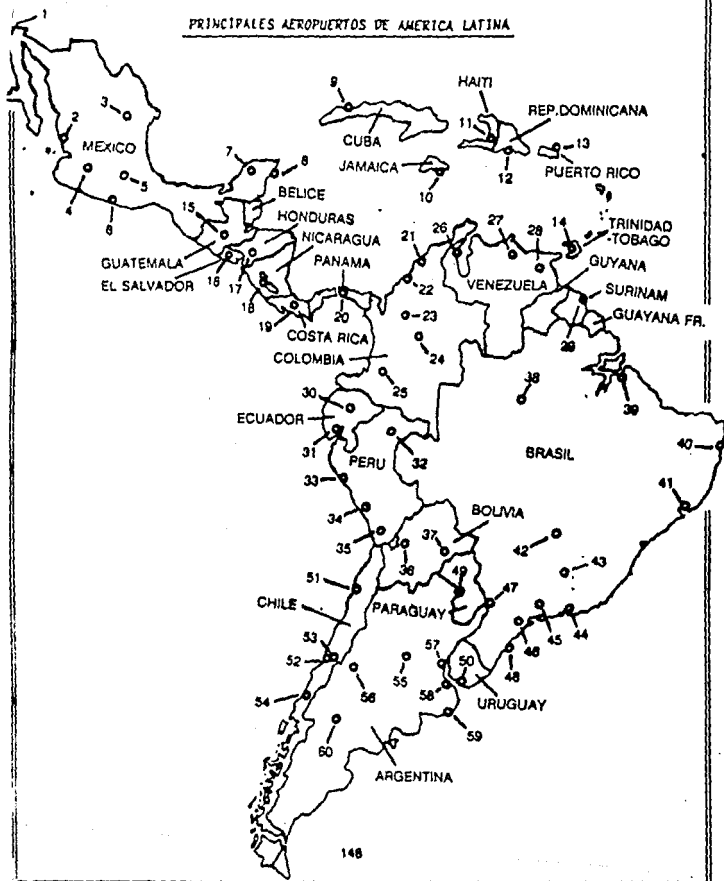 1
PRINCIPALES AEROPUERTOS DE AMERICA LATINA
HAITI
9
3
REP.DOMINICANA
11
2
CUBA
13
MEXICO
7
8
JAMAICA
12
PUERTO RICO
4
5
10
6
BELICE
15
HONDURAS
26
27
28
14
TRINIDAD
-TOBAGO
NICARAGUA
21
GUATEMALA
PANAMA
VENEZUELA
GUYANA
EL SALVADOR
16
17
22
SURINAM
18
19
20
23
GUAYANA FR.
COSTA RICA
29
COLOMBIA
24
25
38
39
30
ECUADOR
31
32
BRASIL
40
PERU
33
41
34
BOLIVIA
35
37
42
36
43
51
49
47
CHILE
PARAGUAY
45
44
46
53
48
52
57
50
55
56
58
URUGUAY
54
59
60
ARGENTINA
148